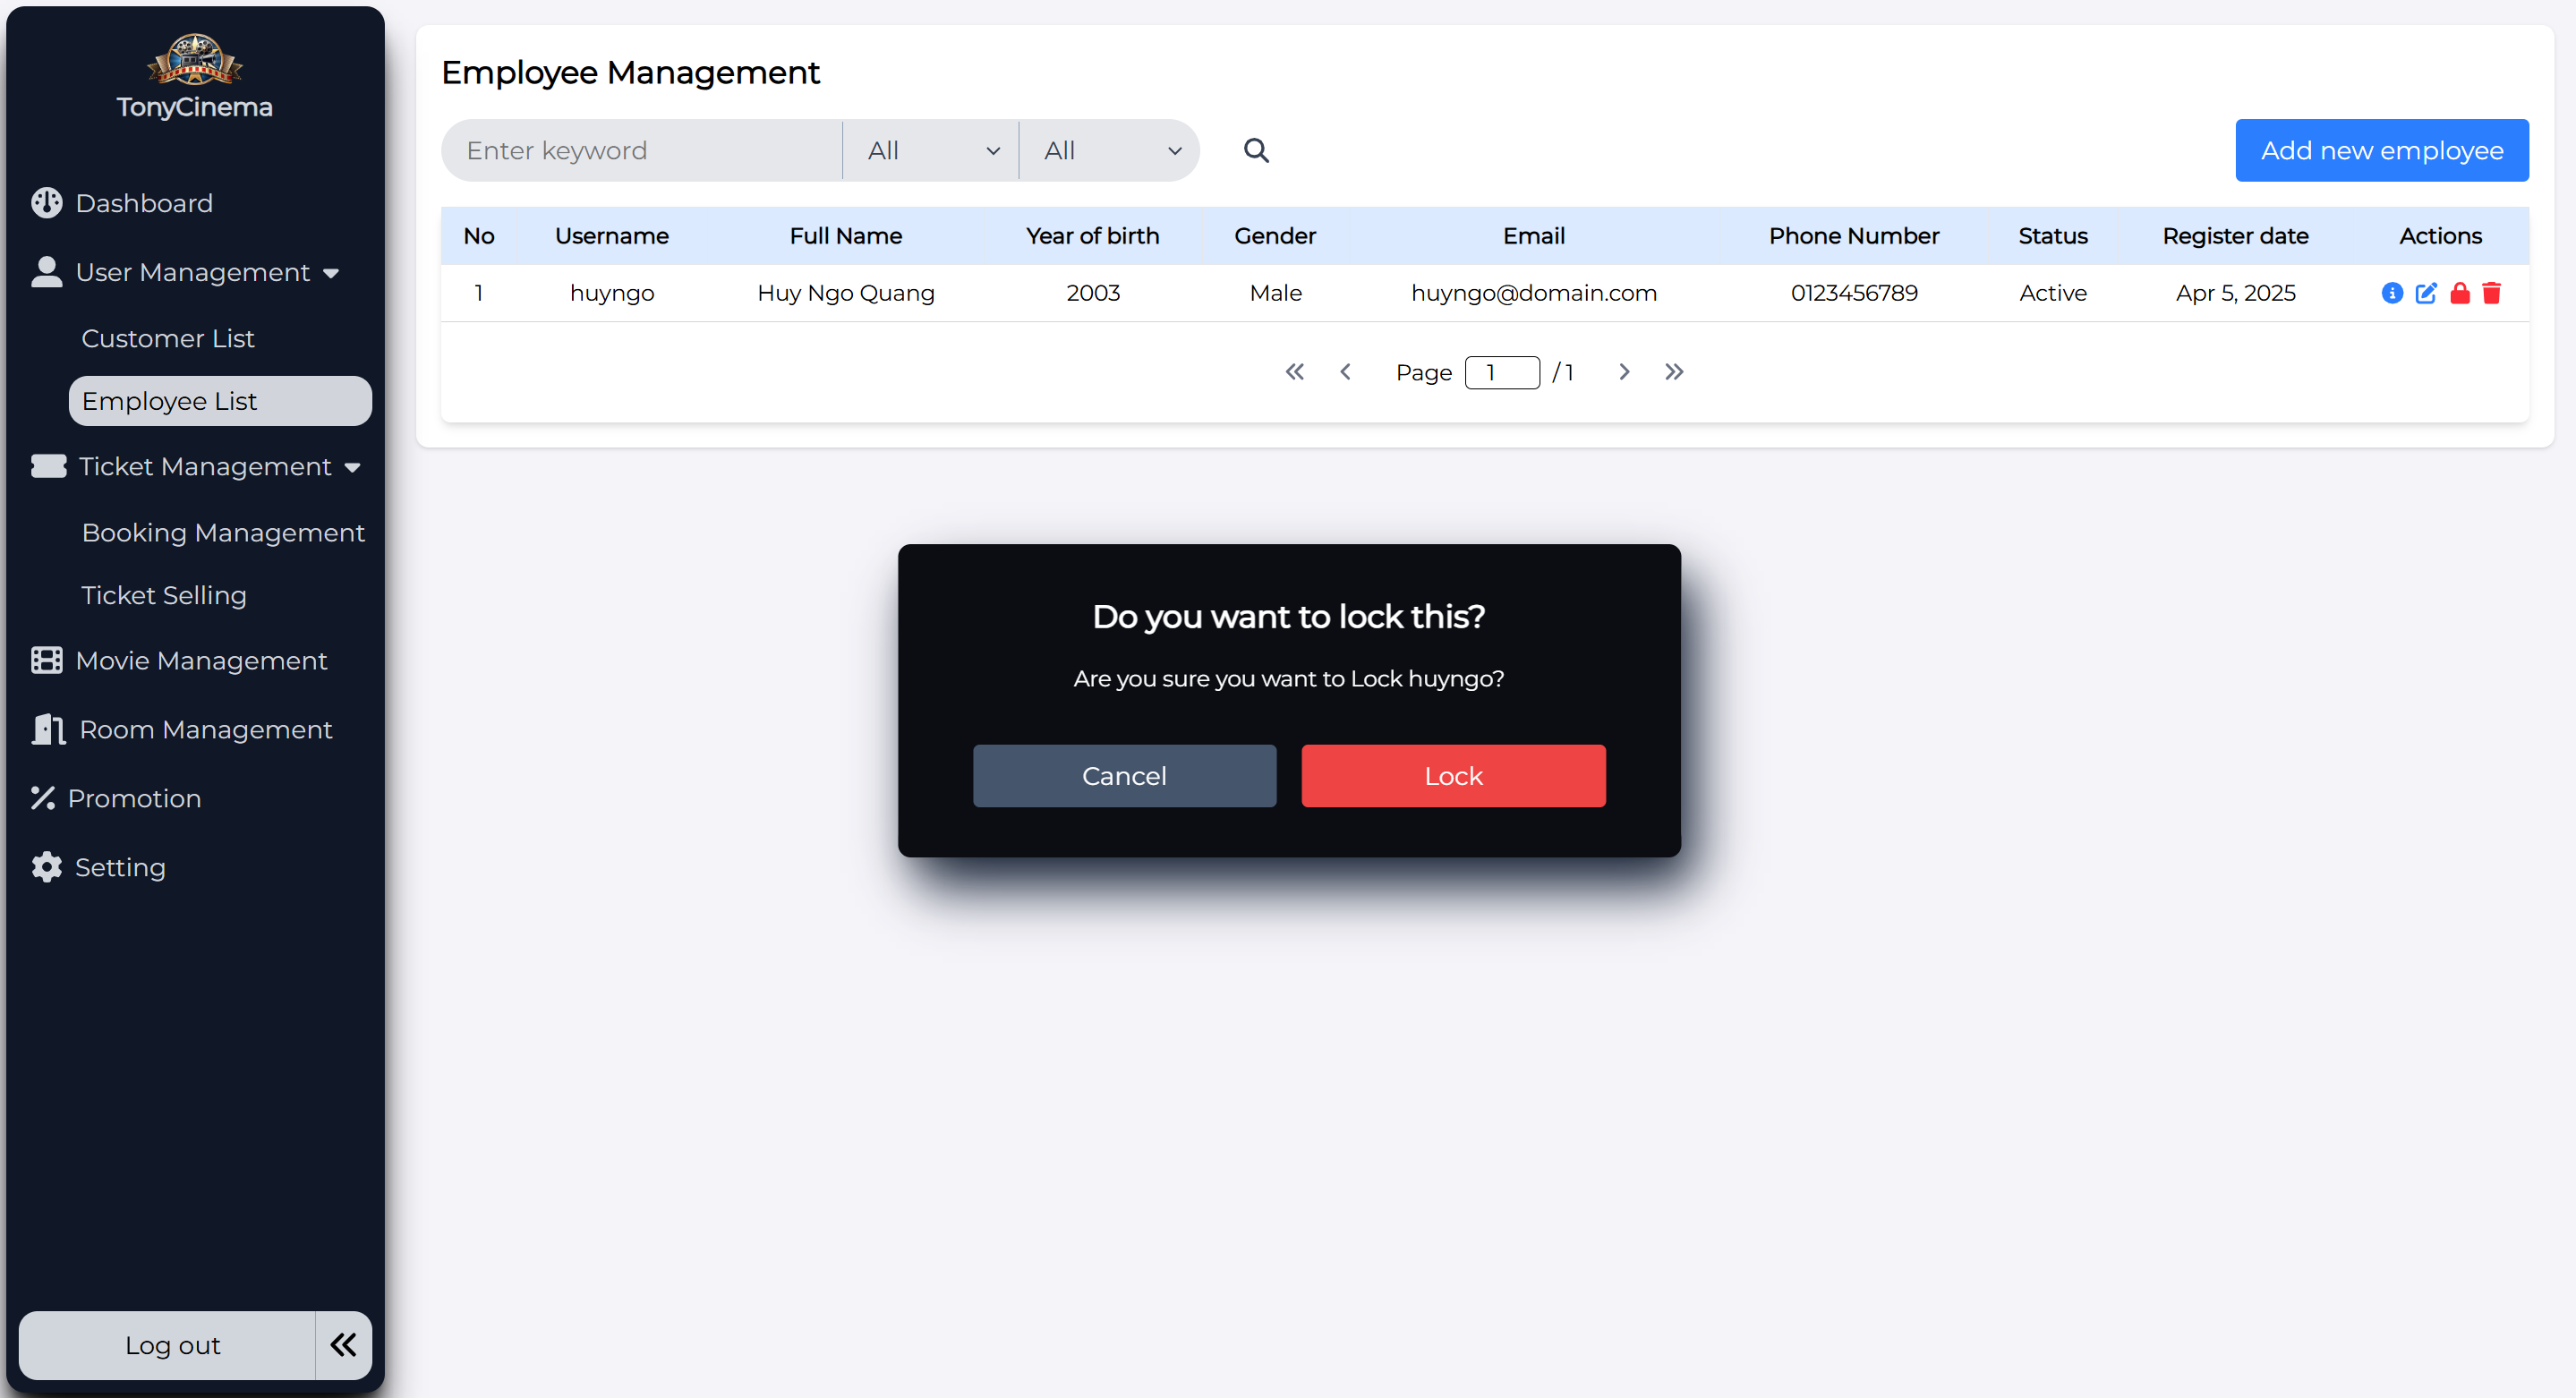 TonyCinema
Dashboard
User Management
Customer List
Employee List
Ticket Management
Booking Management
Ticket Selling
Movie Management
Room Management
Promotion
Setting
Log out
Employee Management
Enter keyword All All
Add new employee
No Username Full Name Year of birth Gender Email Phone Number Status Register date Actions
1 huyngo Huy Ngo Quang 2003 Male huyngo@domain.com 0123456789 Active Apr 5, 2025
Page 1 / 1
Do you want to lock this?
Are you sure you want to Lock huyngo?
Cancel Lock